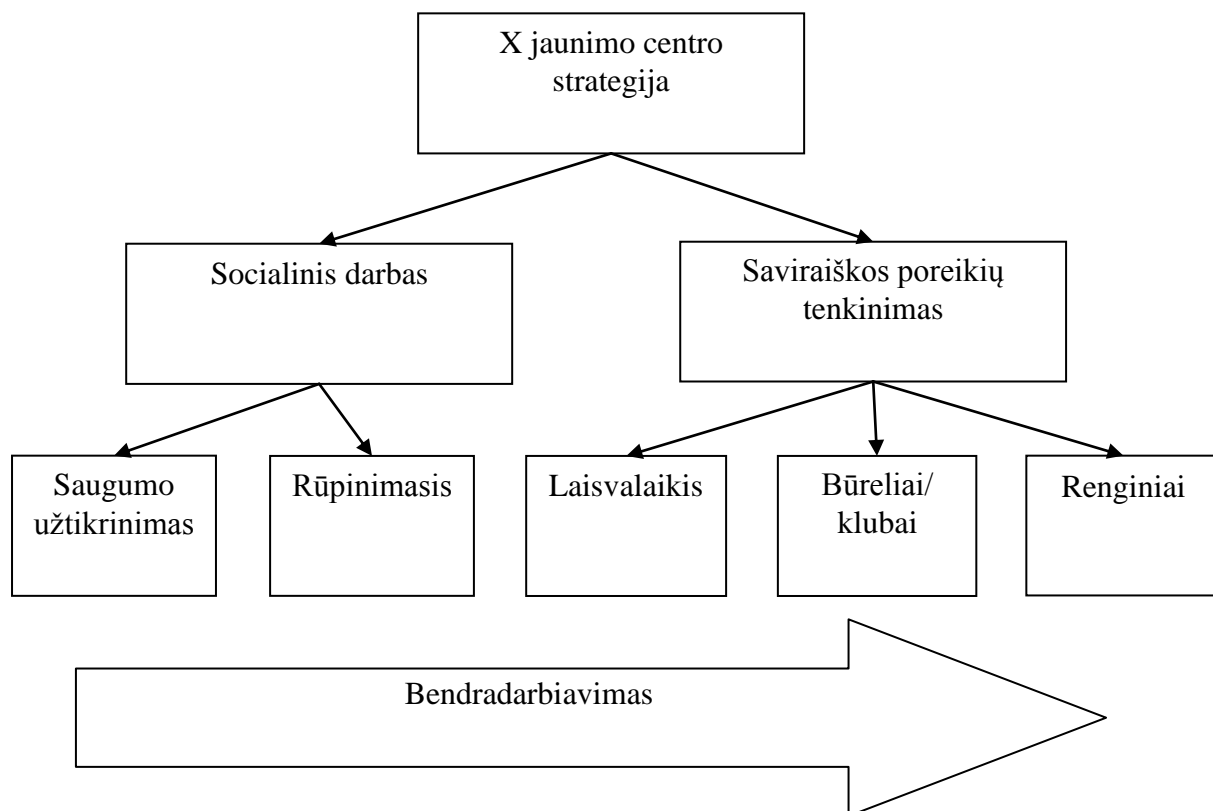 X jaunimo centro
strategija
Socialinis darbas
Saviraiškos poreikių
tenkinimas
Saugumo
užtikrinimas
Rūpinimasis
Laisvalaikis
Būreliai/
klubai
Renginiai
Bendradarbiavimas